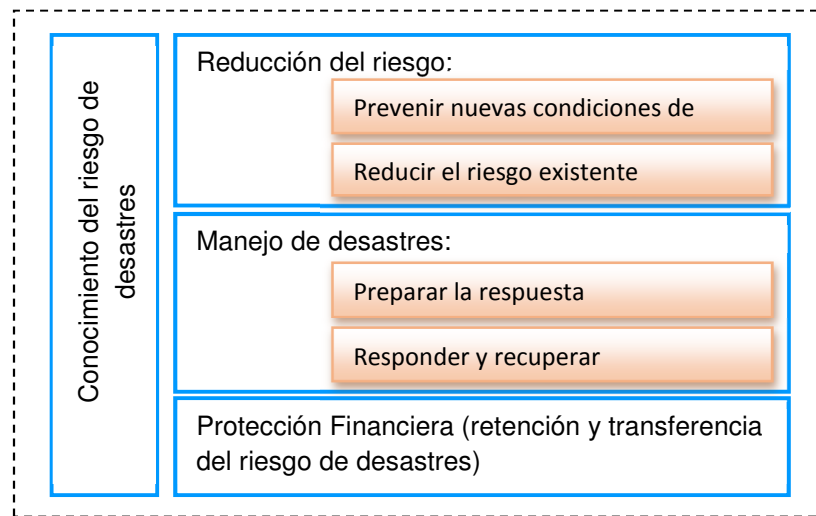 Conocimiento del riesgo de
desastres
Reducción del riesgo:
Prevenir nuevas condiciones de
Reducir el riesgo existente
Manejo de desastres:
Preparar la respuesta
Responder y recuperar
Protección Financiera (retención y transferencia
del riesgo de desastres)